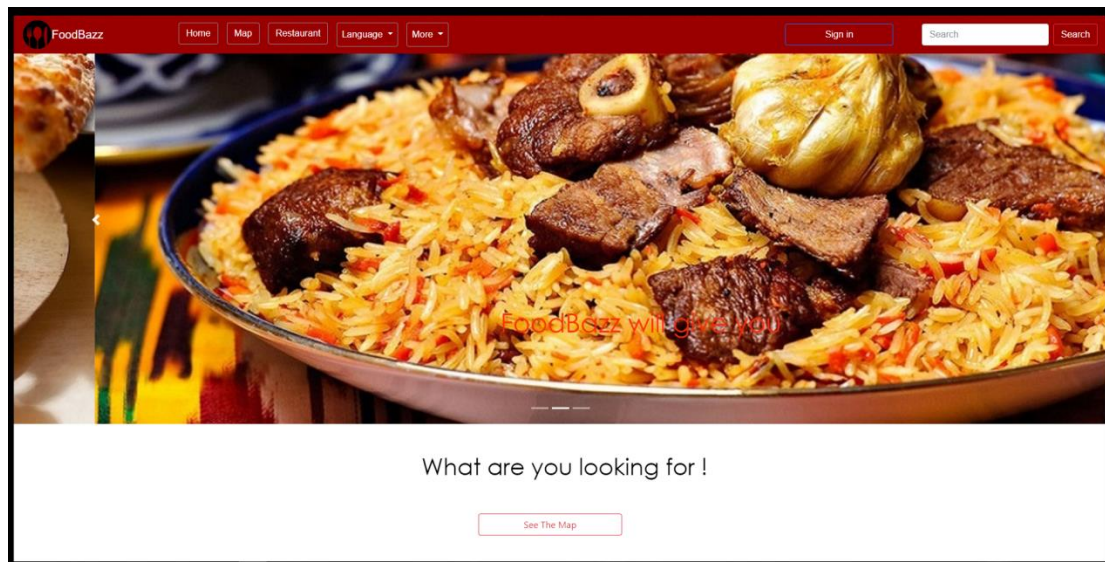 FoodBazz Home Map Restaurant Language More Sign in Search Search
FoodBazz will give you
What are you looking for !
See The Map